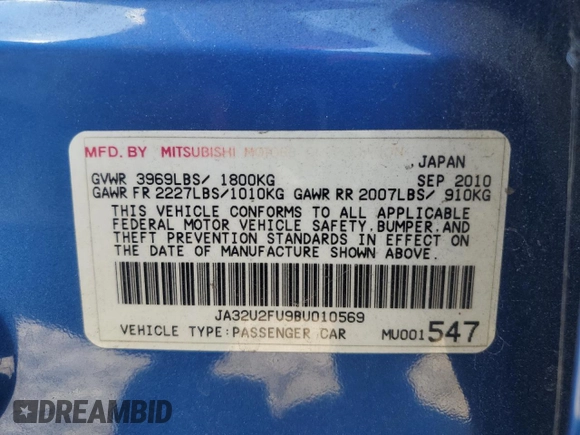 MFD. BY MITSUBISHI
, JAPAN
GVWR 3969LBS/ 1800KG SEP 2010
GAWR FR 2227LBS/1010KG GAWR RR 2007LBS/ 910KG
THIS VEHICLE CONFORMS TO ALL APPLICABLE
FEDERAL MOTOR VEHICLE SAFETY,BUMPER,AND
THEFT PREVENTION STANDARDS IN EFFECT ON
THE DATE OF MANUFACTURE SHOWN ABOVE.
JA32U2FU9BU010569
VEHICLE TYPE:PASSENGER CAR MU001547
DREAMBID